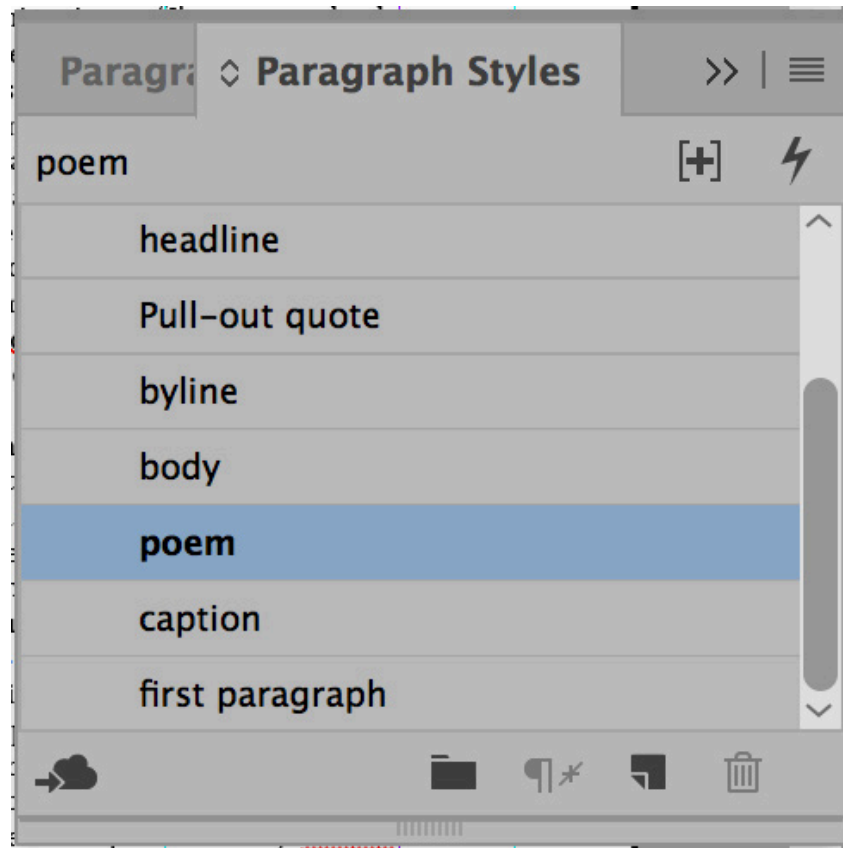 Paragra Paragraph Styles
poem
headline
Pull-out quote
byline
body
poem
caption
first paragraph